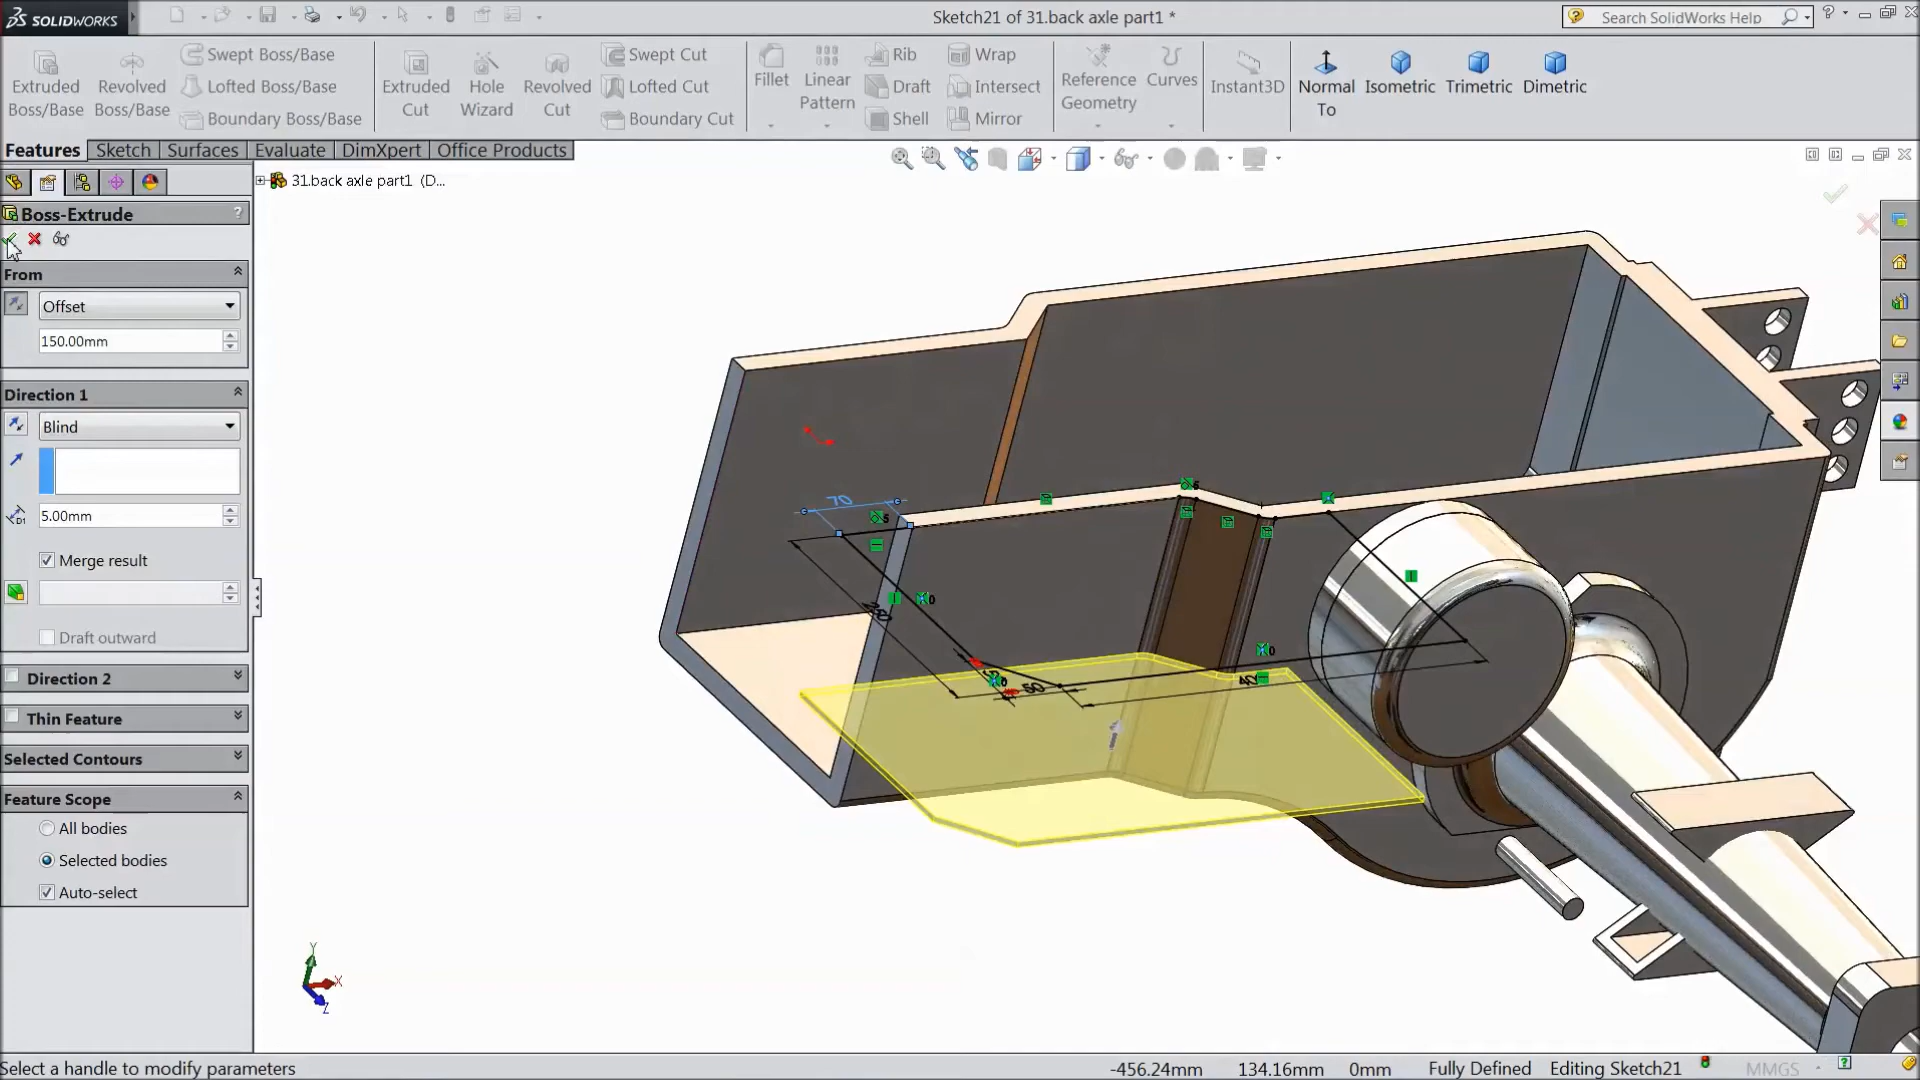 SOLIDWORKS
Sketch21 of 31.back axle part1 *
Search SolidWorks Help
Extruded Boss/Base
Revolved Boss/Base
Swept Boss/Base
Lofted Boss/Base
Boundary Boss/Base
Extruded Cut
Hole Wizard
Revolved Cut
Swept Cut
Lofted Cut
Boundary Cut
Fillet
Linear Pattern
Rib
Draft
Shell
Wrap
Intersect
Mirror
Reference Geometry
Curves
Instant3D
Normal To
Isometric
Trimetric
Dimetric
Features
Sketch
Surfaces
Evaluate
DimXpert
Office Products
31.back axle part1 (D...
Boss-Extrude
?
From
Offset
150.00mm
Direction 1
Blind
D1
5.00mm
Merge result
Draft outward
Direction 2
Thin Feature
Selected Contours
Feature Scope
All bodies
Selected bodies
Auto-select
70
250
50
Y
X
Z
Select a handle to modify parameters
-456.24mm
134.16mm
0mm
Fully Defined
Editing Sketch21
MMGS